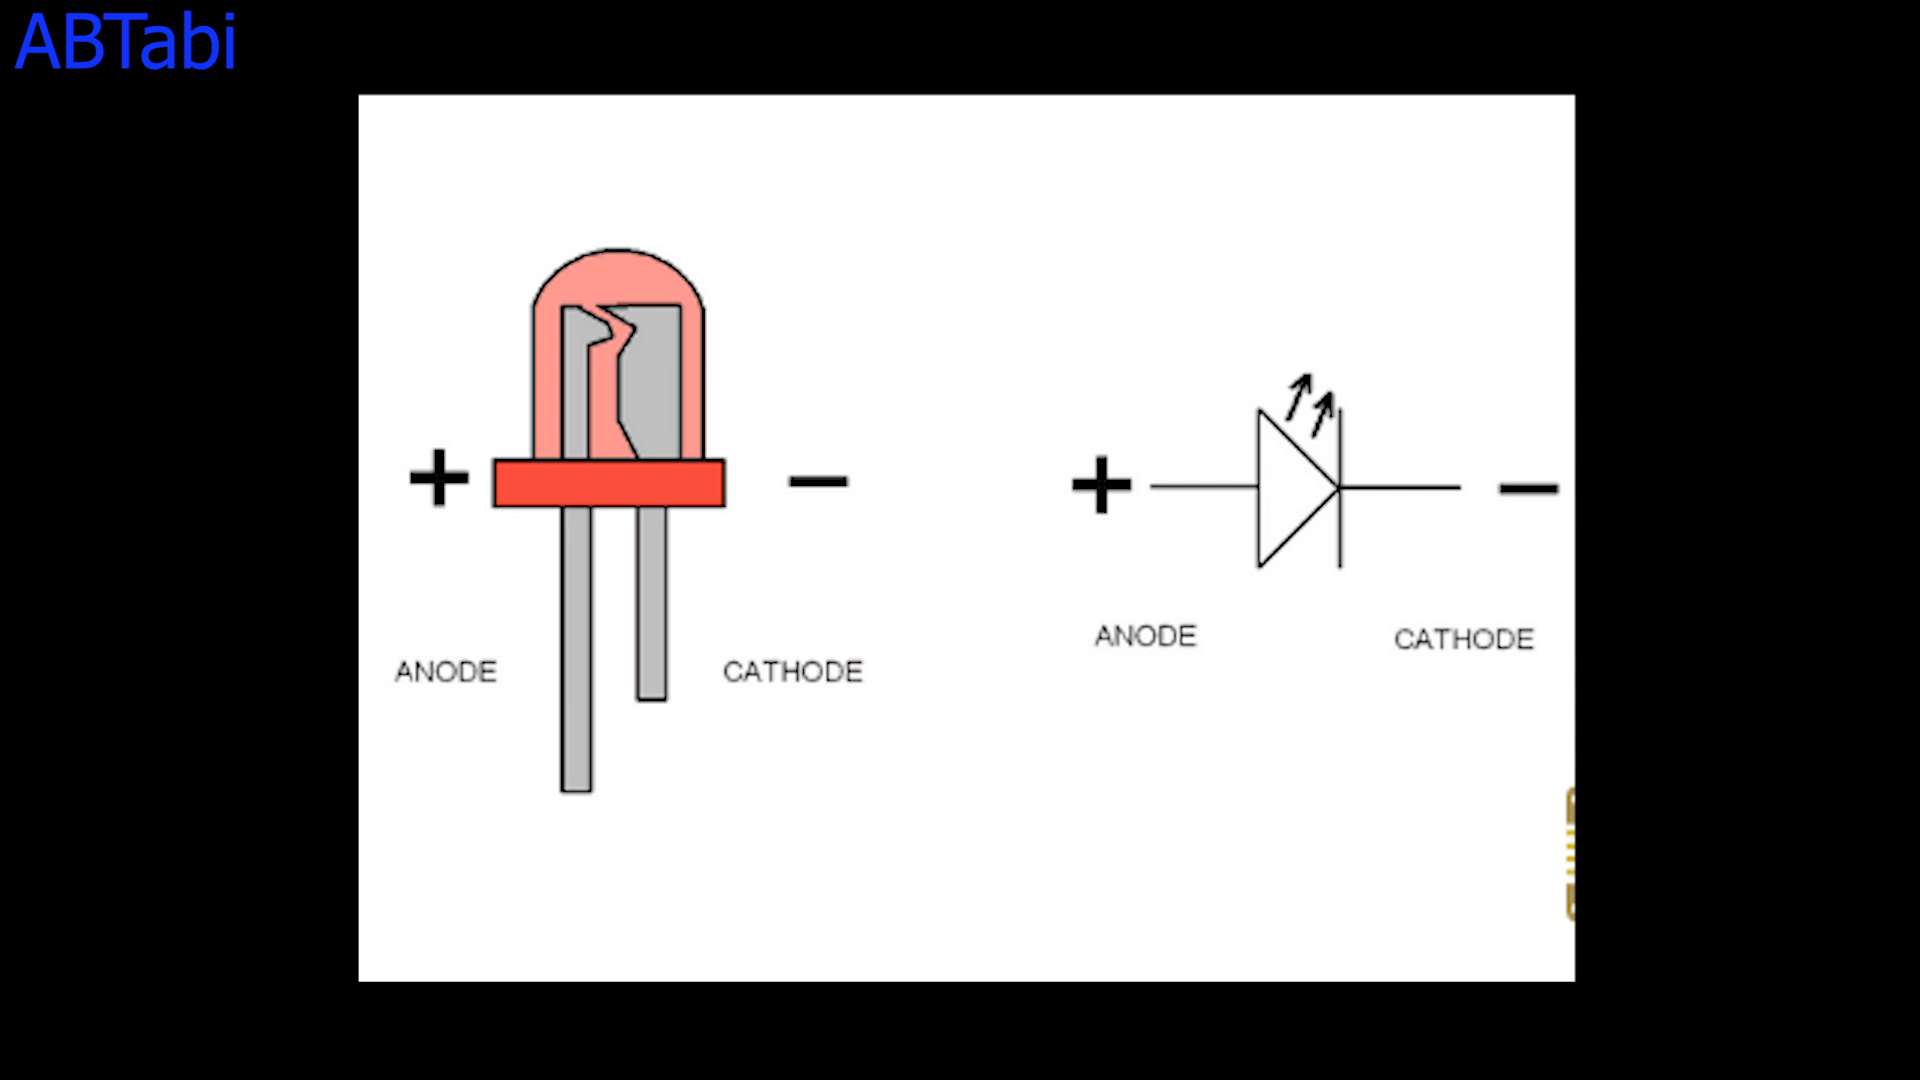 ABTabi
+ −
+ −
ANODE CATHODE
ANODE CATHODE